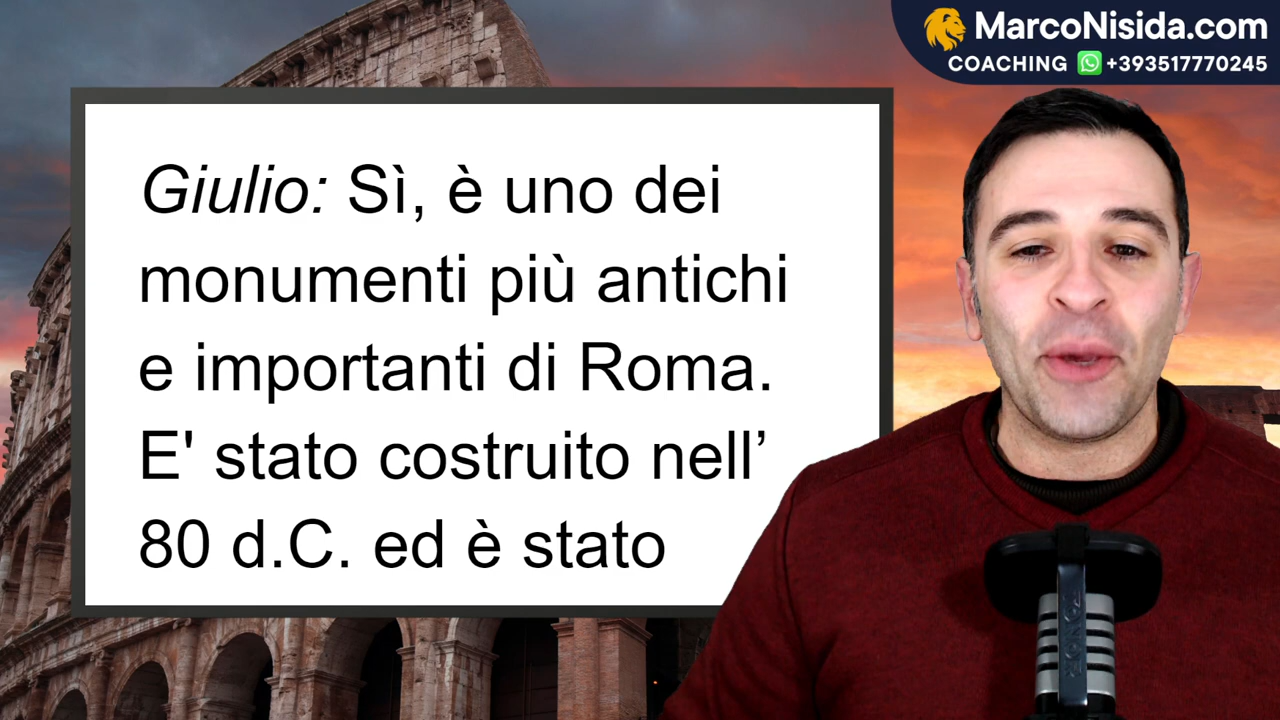 MarcoNisida.com
COACHING +393517770245
Giulio: Sì, è uno dei
monumenti più antichi
e importanti di Roma.
E' stato costruito nell’
80 d.C. ed è stato